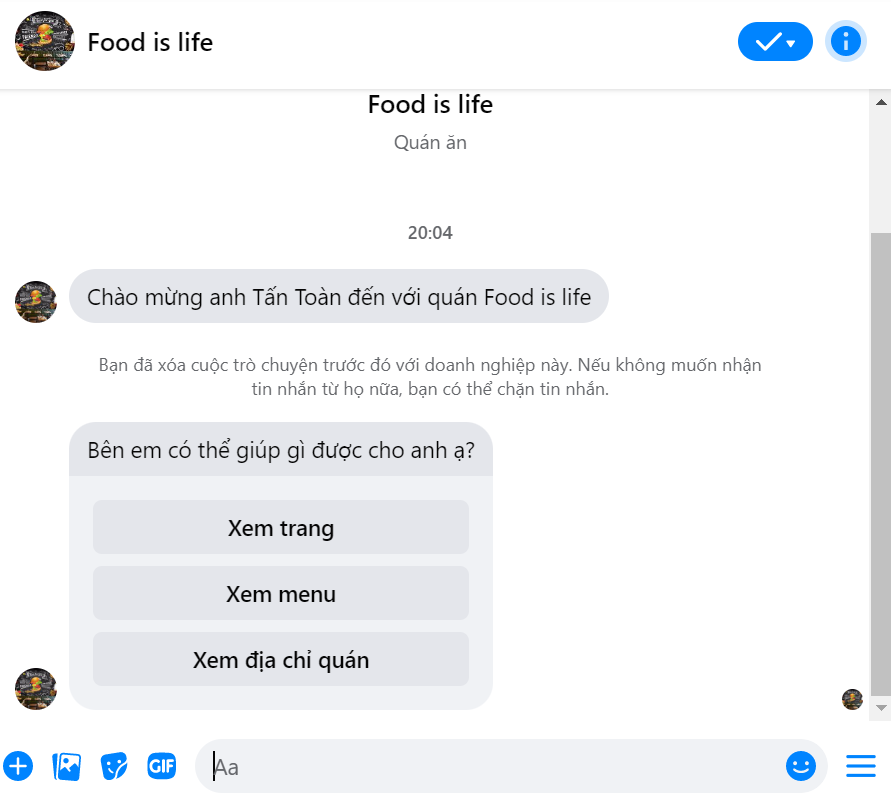 Food is life
Food is life
Quán ăn
20:04
Chào mừng anh Tấn Toàn đến với quán Food is life
Bạn đã xóa cuộc trò chuyện trước đó với doanh nghiệp này. Nếu không muốn nhận
tin nhắn từ họ nữa, bạn có thể chặn tin nhắn.
Bên em có thể giúp gì được cho anh ạ?
Xem trang
Xem menu
Xem địa chỉ quán
GIF
Aa